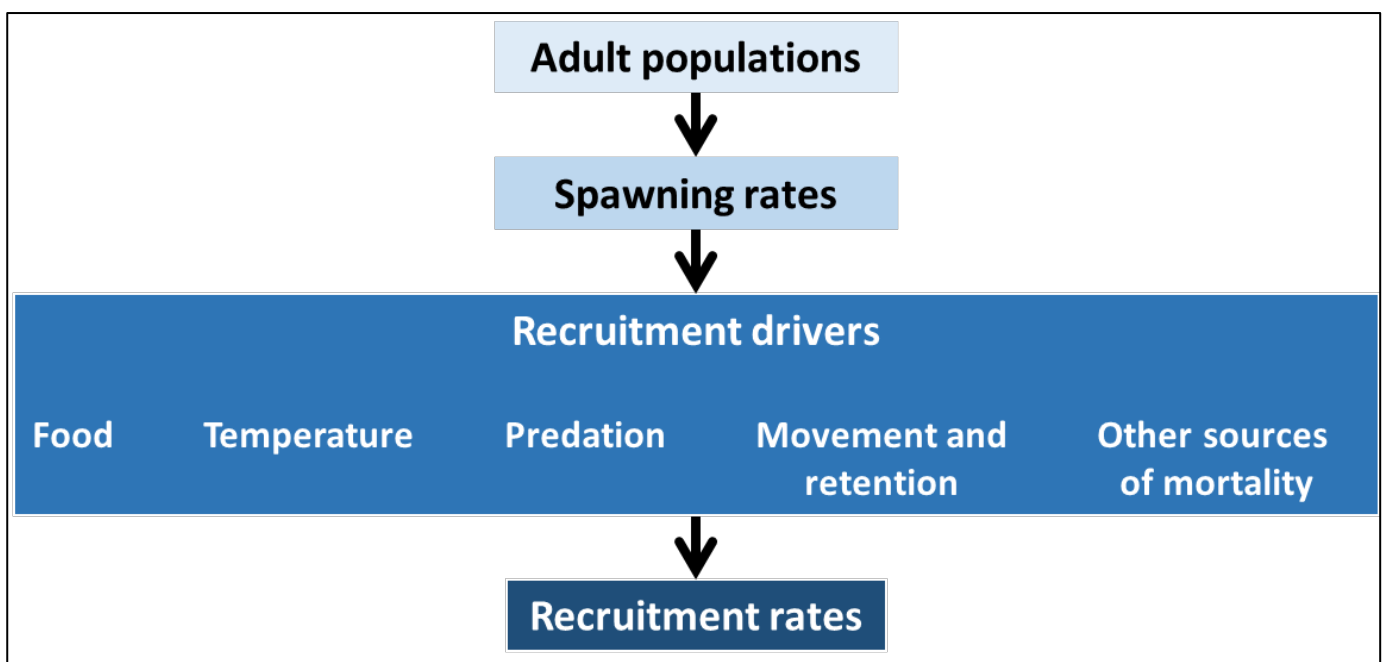 Adult populations
Spawning rates
Recruitment drivers
Food
Temperature
Predation
Movement and
retention
Other sources
of mortality
Recruitment rates